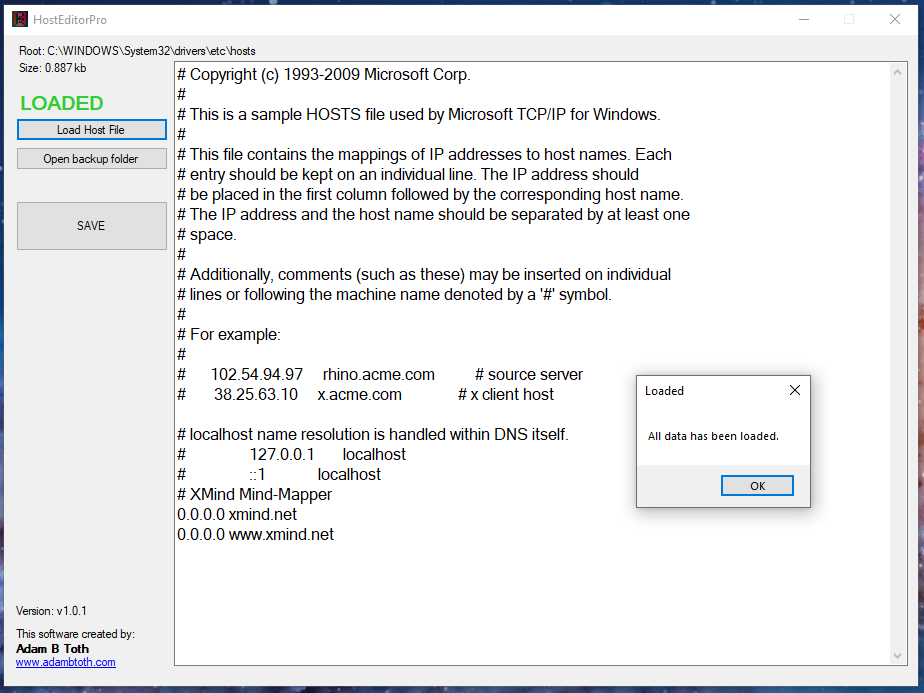 HostEditorPro
Root: C:\WINDOWS\System32\drivers\etc\hosts
Size: 0.887 kb
LOADED
Load Host File
Open backup folder
SAVE
# Copyright (c) 1993-2009 Microsoft Corp.
#
# This is a sample HOSTS file used by Microsoft TCP/IP for Windows.
#
# This file contains the mappings of IP addresses to host names. Each
# entry should be kept on an individual line. The IP address should
# be placed in the first column followed by the corresponding host name.
# The IP address and the host name should be separated by at least one
# space.
#
# Additionally, comments (such as these) may be inserted on individual
# lines or following the machine name denoted by a '#' symbol.
#
# For example:
#
#      102.54.94.97     rhino.acme.com          # source server
#       38.25.63.10     x.acme.com              # x client host
# localhost name resolution is handled within DNS itself.
#                127.0.0.1       localhost
#                ::1             localhost
# XMind Mind-Mapper
0.0.0.0 xmind.net
0.0.0.0 www.xmind.net
Loaded
All data has been loaded.
OK
Version: v1.0.1
This software created by:
Adam B Toth
www.adambtoth.com